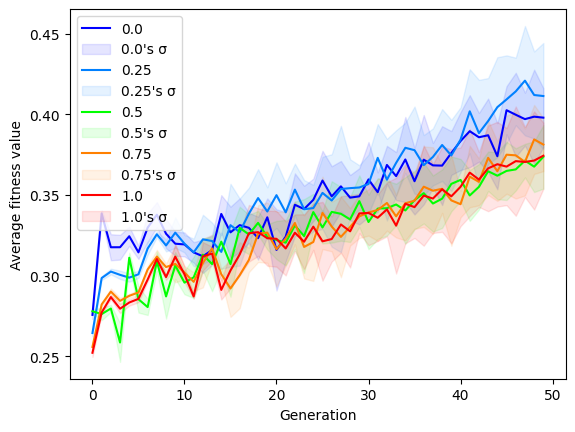 0.45
0.40
0.35
0.30
0.25
Average fitness value
0.0
0.0's σ
0.25
0.25's σ
0.5
0.5's σ
0.75
0.75's σ
1.0
1.0's σ
0 10 20 30 40 50
Generation